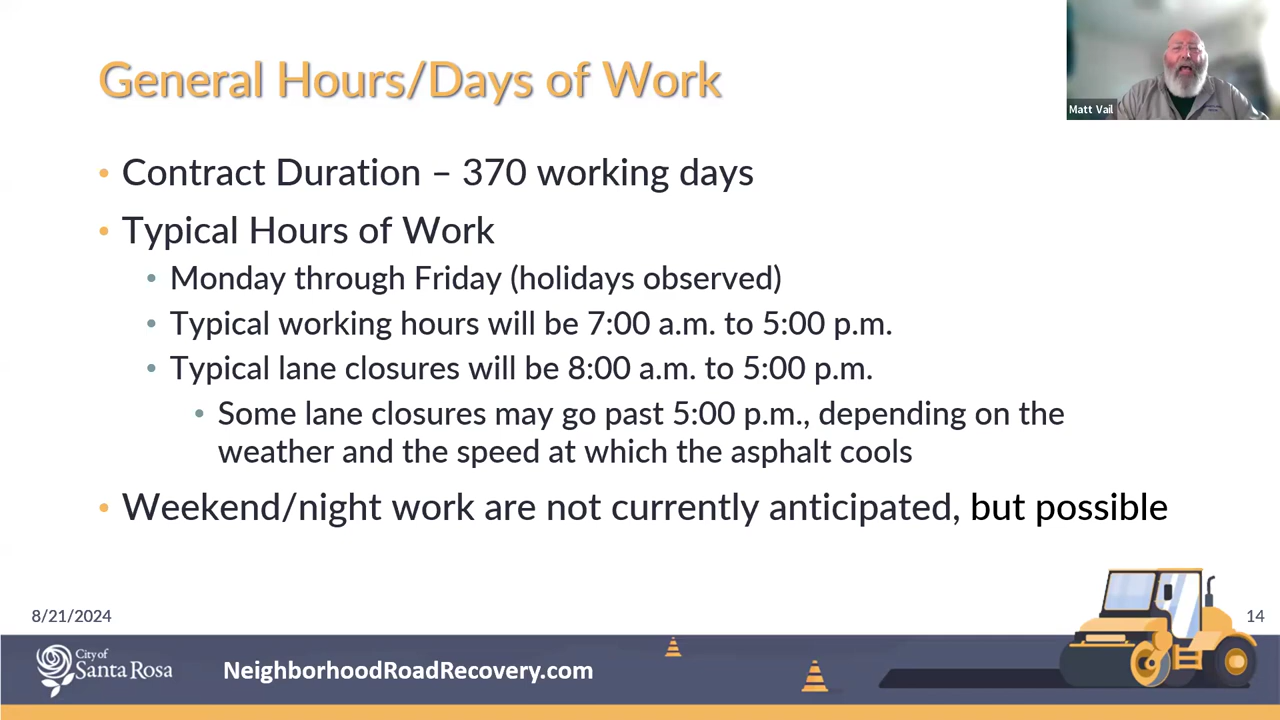 General Hours/Days of Work
Matt Vail
• Contract Duration – 370 working days
• Typical Hours of Work
• Monday through Friday (holidays observed)
• Typical working hours will be 7:00 a.m. to 5:00 p.m.
• Typical lane closures will be 8:00 a.m. to 5:00 p.m.
• Some lane closures may go past 5:00 p.m., depending on the
weather and the speed at which the asphalt cools
• Weekend/night work are not currently anticipated, but possible
8/21/2024
14
City of
Santa Rosa
NeighborhoodRoadRecovery.com